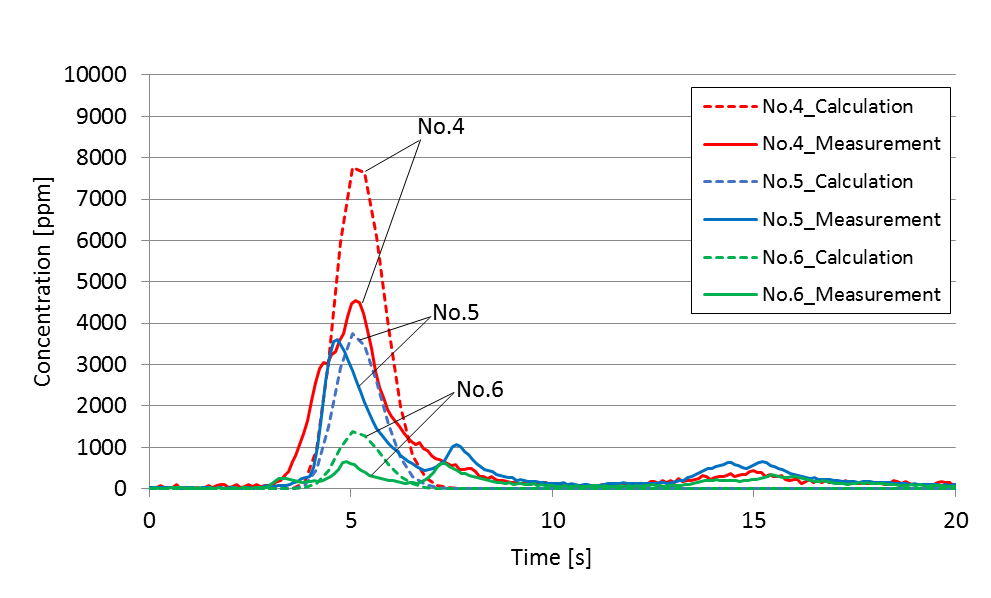 10000
9000
8000
7000
6000
5000
4000
3000
2000
1000
0
Concentration [ppm]
0
5
10
15
20
Time [s]
No.4
No.5
No.6
No.4_Calculation
No.4_Measurement
No.5_Calculation
No.5_Measurement
No.6_Calculation
No.6_Measurement